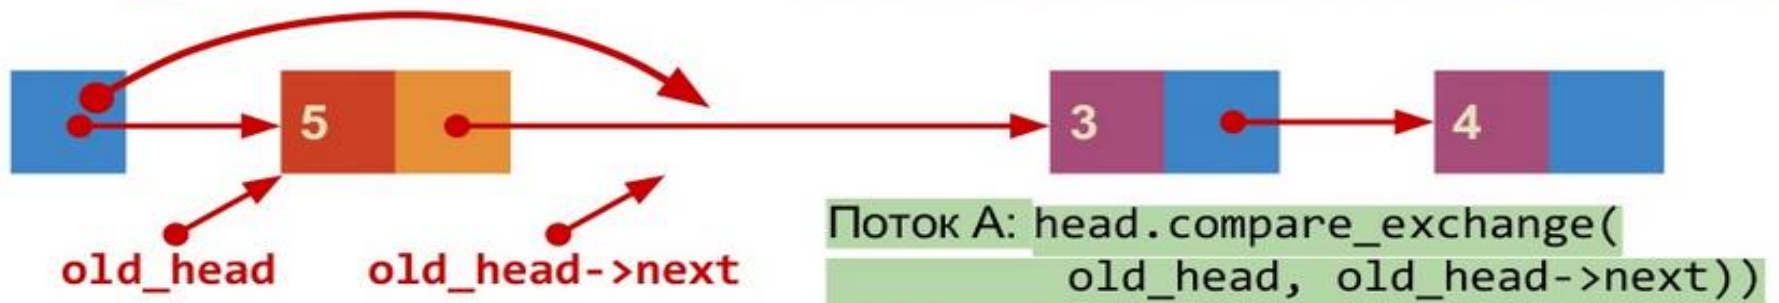 5
3
4
old_head
old_head->next
Поток A: head.compare_exchange(
old_head, old_head->next))